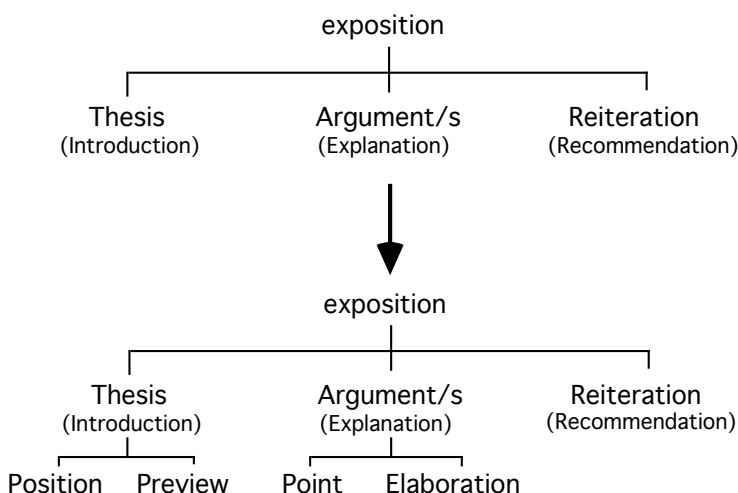 exposition
Thesis Argument/s Reiteration
(Introduction) (Explanation) (Recommendation)
exposition
Thesis Argument/s Reiteration
(Introduction) (Explanation) (Recommendation)
Position Preview Point Elaboration